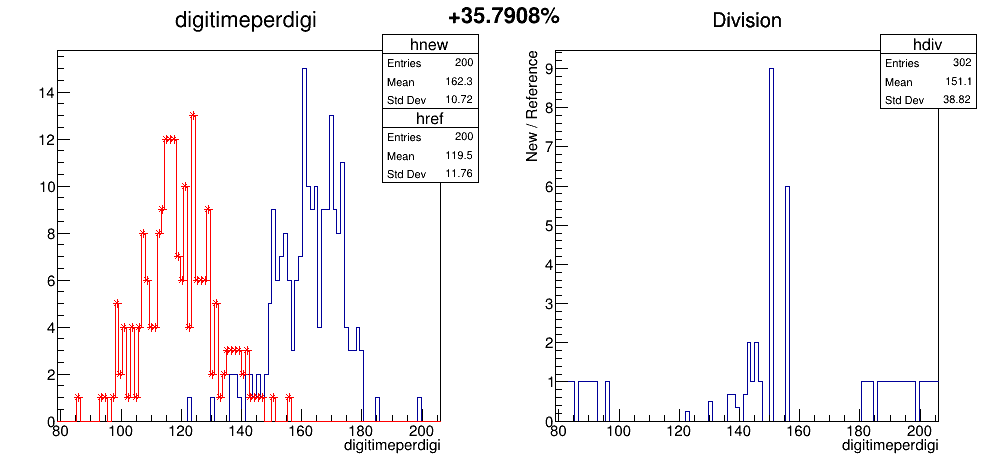 digitimeperdigi
+35.7908%
Division
hnew
Entries 200
Mean 162.3
Std Dev 10.72
href
Entries 200
Mean 119.5
Std Dev 11.76
14
12
10
8
6
4
2
0
80 100 120 140 160 180 200
digitimeperdigi
hdiv
Entries 302
Mean 151.1
Std Dev 38.82
New / Reference
9
8
7
6
5
4
3
2
1
0
80 100 120 140 160 180 200
digitimeperdigi